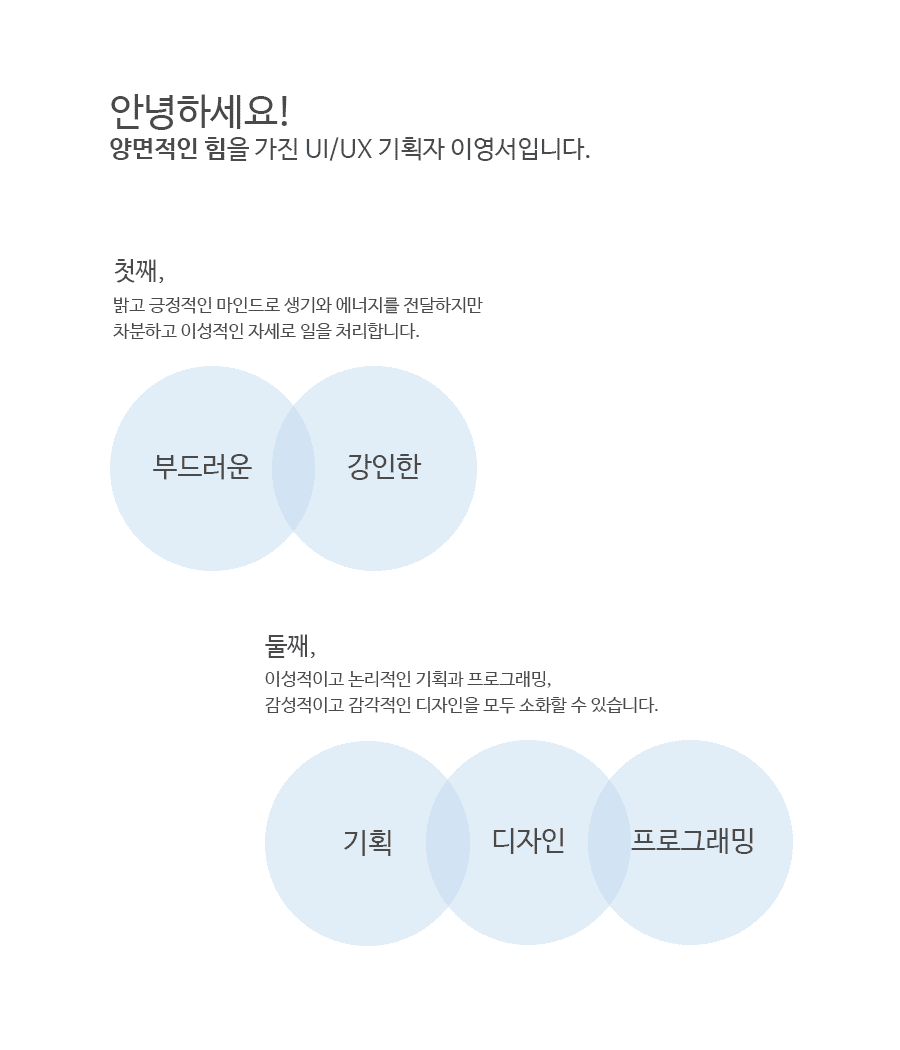 안녕하세요!
양면적인 힘을 가진 UI/UX 기획자 이영서입니다.
첫째,
밝고 긍정적인 마인드로 생기와 에너지를 전달하지만
차분하고 이성적인 자세로 일을 처리합니다.
부드러운 강인한
둘째,
이성적이고 논리적인 기획과 프로그래밍,
감성적이고 감각적인 디자인을 모두 소화할 수 있습니다.
기획 디자인 프로그래밍